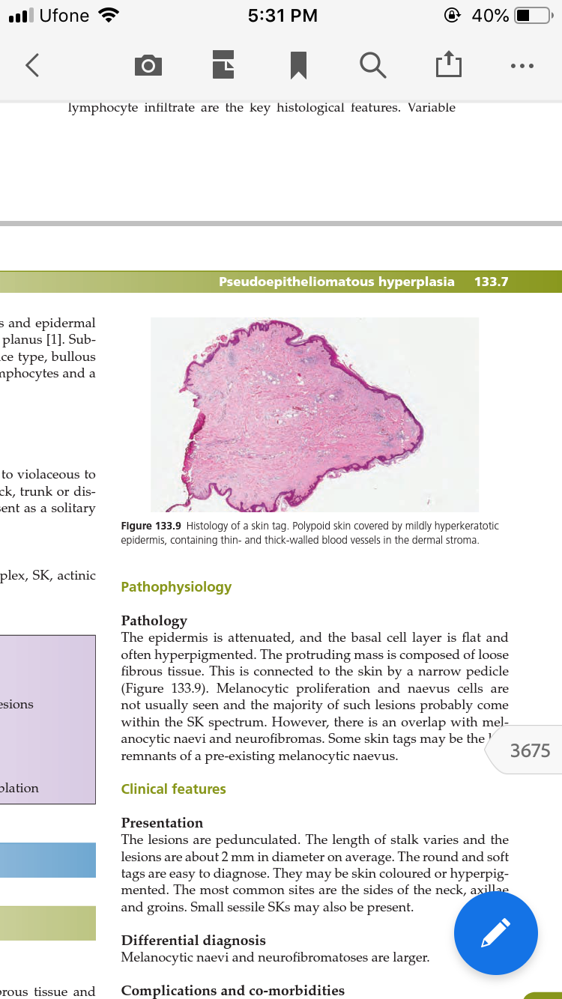 Ufone
5:31 PM
40%
lymphocyte infiltrate are the key histological features. Variable
Pseudoepitheliomatous hyperplasia 133.7
s and epidermal
planus [1]. Sub-
ce type, bullous
mphocytes and a
to violaceous to
ck, trunk or dis-
sent as a solitary
plex, SK, actinic
esions
blation
brous tissue and
Figure 133.9 Histology of a skin tag. Polypoid skin covered by mildly hyperkeratotic
epidermis, containing thin- and thick-walled blood vessels in the dermal stroma.
Pathophysiology
Pathology
The epidermis is attenuated, and the basal cell layer is flat and
often hyperpigmented. The protruding mass is composed of loose
fibrous tissue. This is connected to the skin by a narrow pedicle
(Figure 133.9). Melanocytic proliferation and naevus cells are
not usually seen and the majority of such lesions probably come
within the SK spectrum. However, there is an overlap with mel-
anocytic naevi and neurofibromas. Some skin tags may be the
remnants of a pre-existing melanocytic naevus.
3675
Clinical features
Presentation
The lesions are pedunculated. The length of stalk varies and the
lesions are about 2 mm in diameter on average. The round and soft
tags are easy to diagnose. They may be skin coloured or hyperpig-
mented. The most common sites are the sides of the neck, axillae
and groins. Small sessile SKs may also be present.
Differential diagnosis
Melanocytic naevi and neurofibromatoses are larger.
Complications and co-morbidities